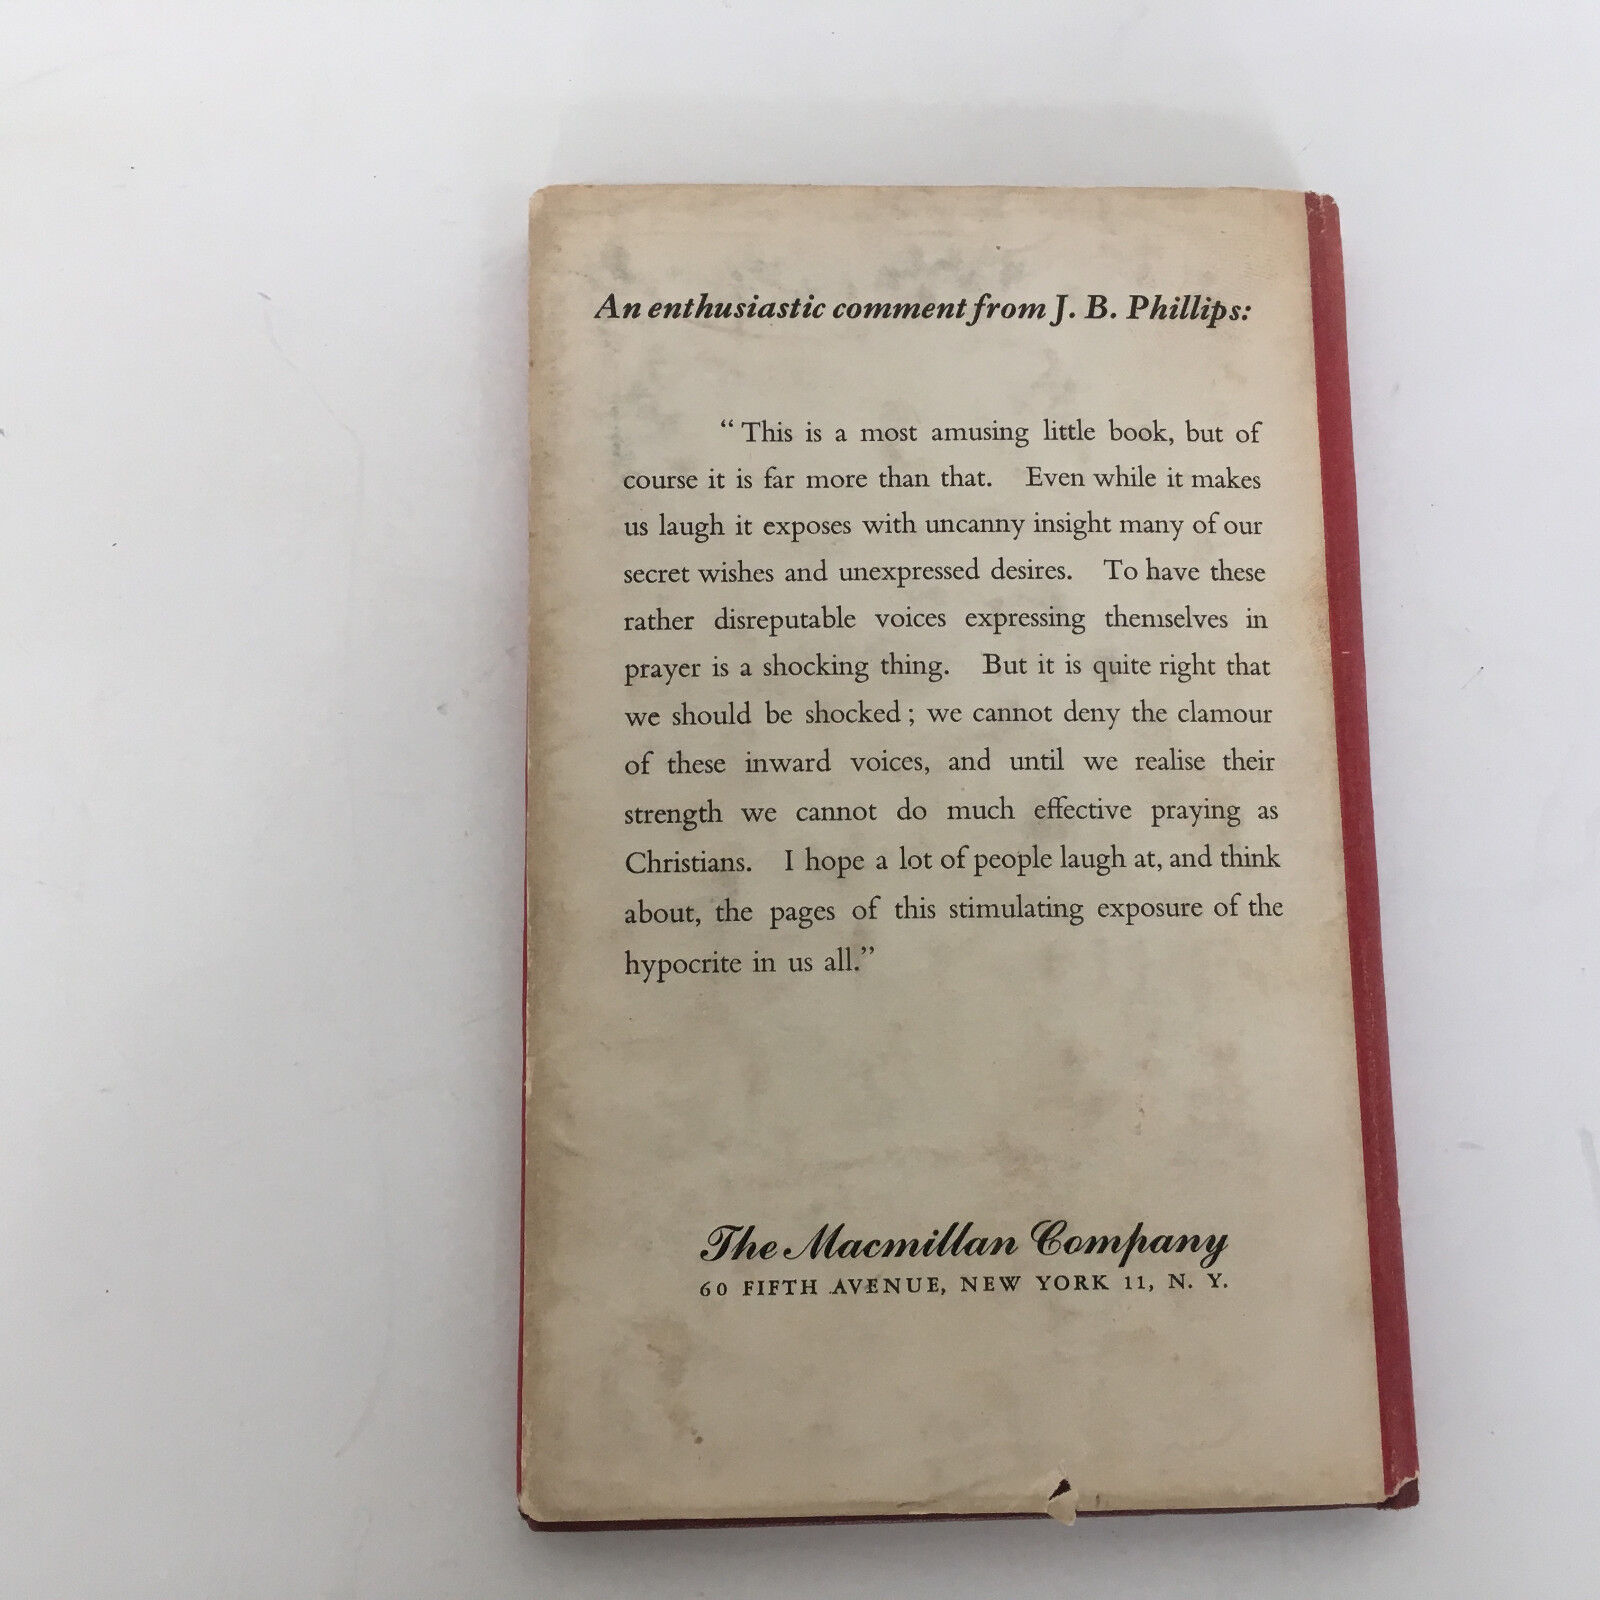 An enthusiastic comment from J. B. Phillips:
“This is a most amusing little book, but of
course it is far more than that. Even while it makes
us laugh it exposes with uncanny insight many of our
secret wishes and unexpressed desires. To have these
rather disreputable voices expressing themselves in
prayer is a shocking thing. But it is quite right that
we should be shocked ; we cannot deny the clamour
of these inward voices, and until we realise their
strength we cannot do much effective praying as
Christians. I hope a lot of people laugh at, and think
about, the pages of this stimulating exposure of the
hypocrite in us all.”
The Macmillan Company
60 FIFTH AVENUE, NEW YORK 11, N. Y.